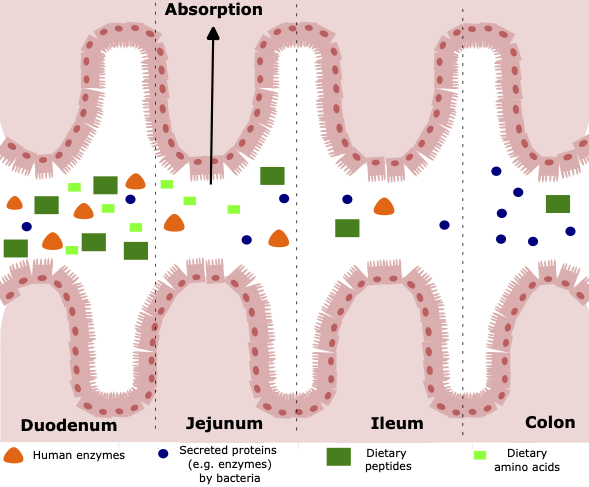 Absorption
Duodenum
Jejunum
Ileum
Colon
Human enzymes
Secreted proteins
(e.g. enzymes)
by bacteria
Dietary
peptides
Dietary
amino acids